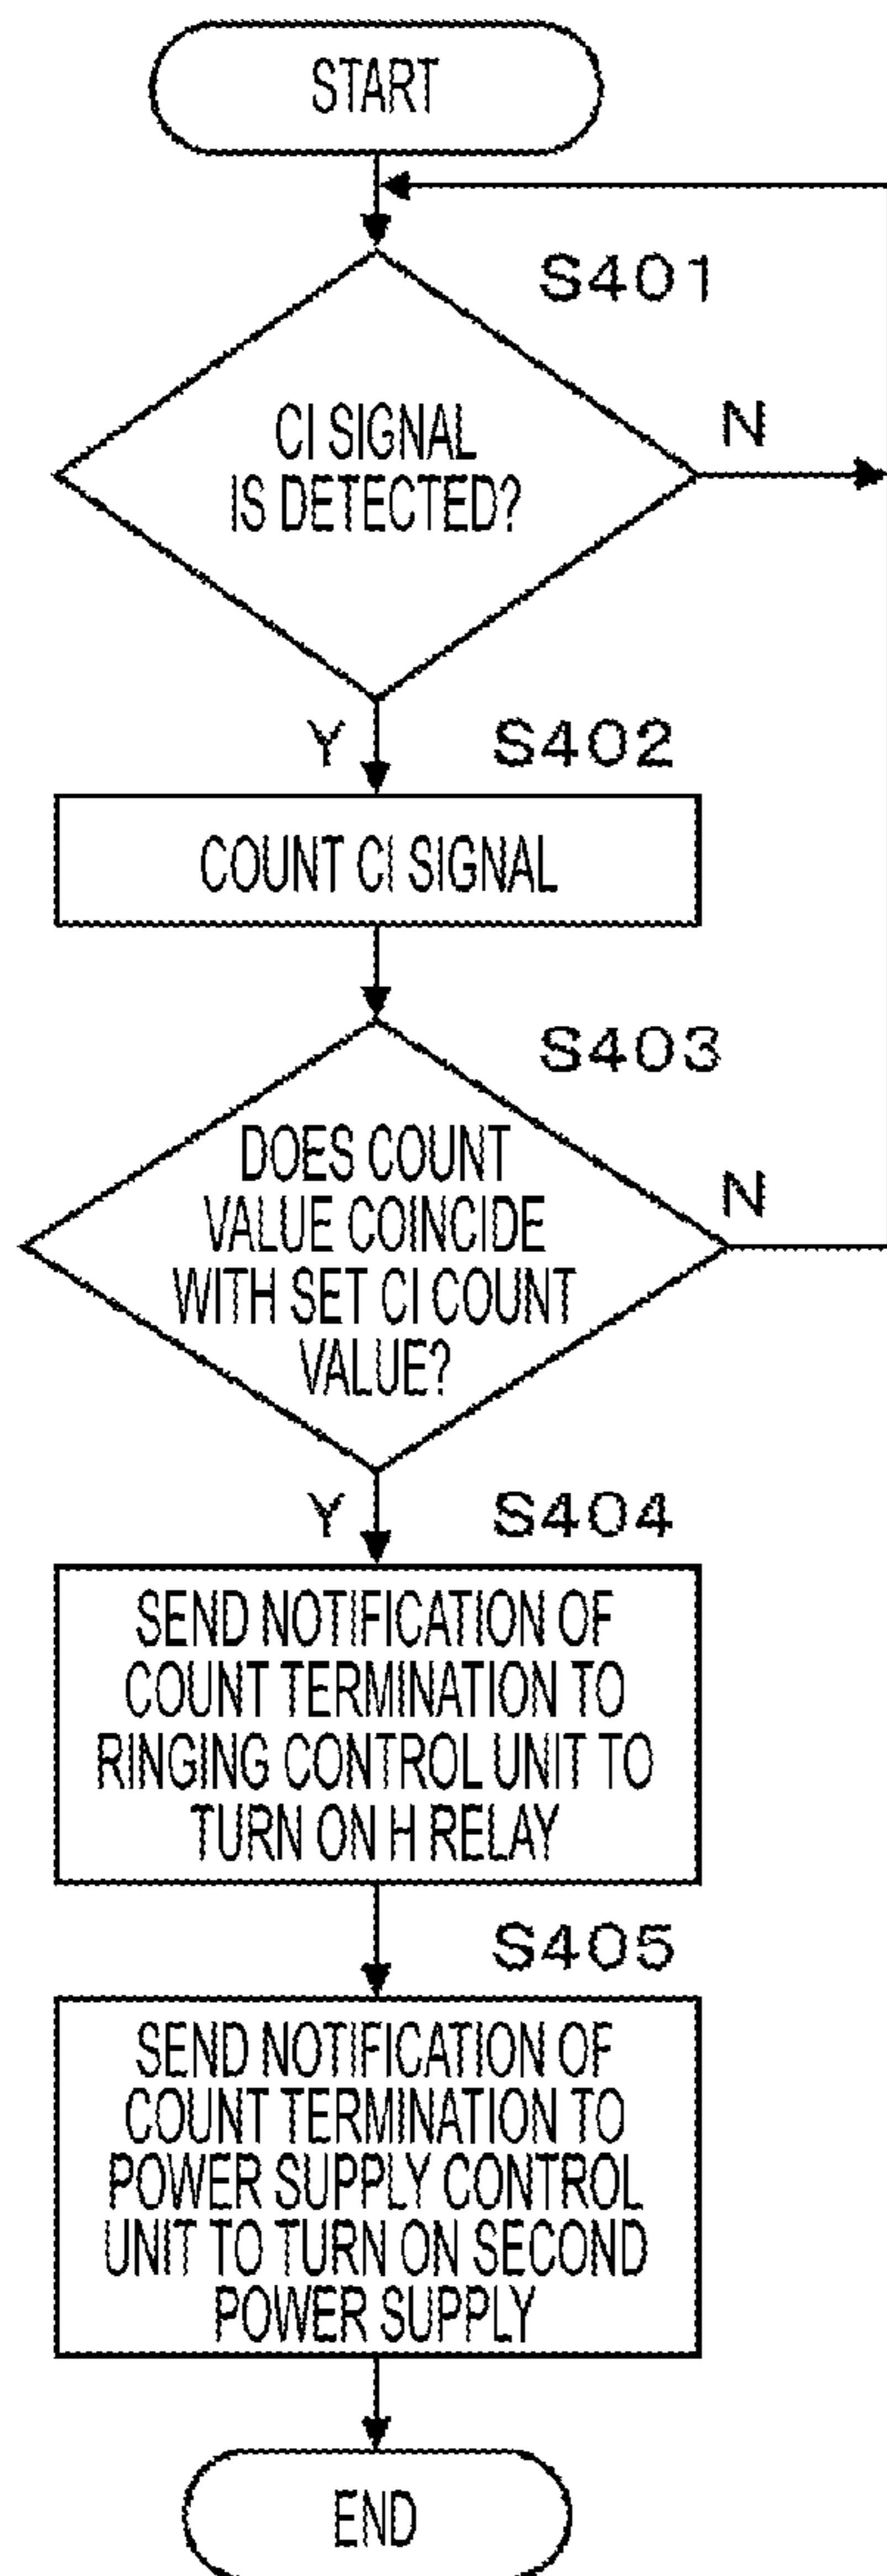 START
S401
CI SIGNAL
IS DETECTED?
N
Y
S402
COUNT CI SIGNAL
S403
DOES COUNT
VALUE COINCIDE
WITH SET CI COUNT
VALUE?
N
Y
S404
SEND NOTIFICATION OF
COUNT TERMINATION TO
RINGING CONTROL UNIT TO
TURN ON H RELAY
S405
SEND NOTIFICATION OF
COUNT TERMINATION TO
POWER SUPPLY CONTROL
UNIT TO TURN ON SECOND
POWER SUPPLY
END